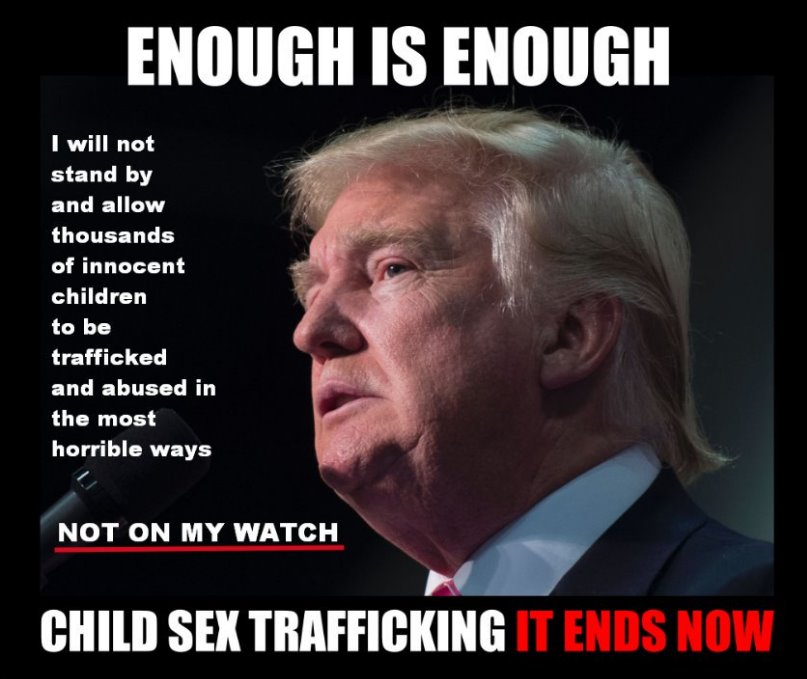 ENOUGH IS ENOUGH
I will not
stand by
and allow
thousands
of innocent
children
to be
trafficked
and abused in
the most
horrible ways
NOT ON MY WATCH
CHILD SEX TRAFFICKING IT ENDS NOW